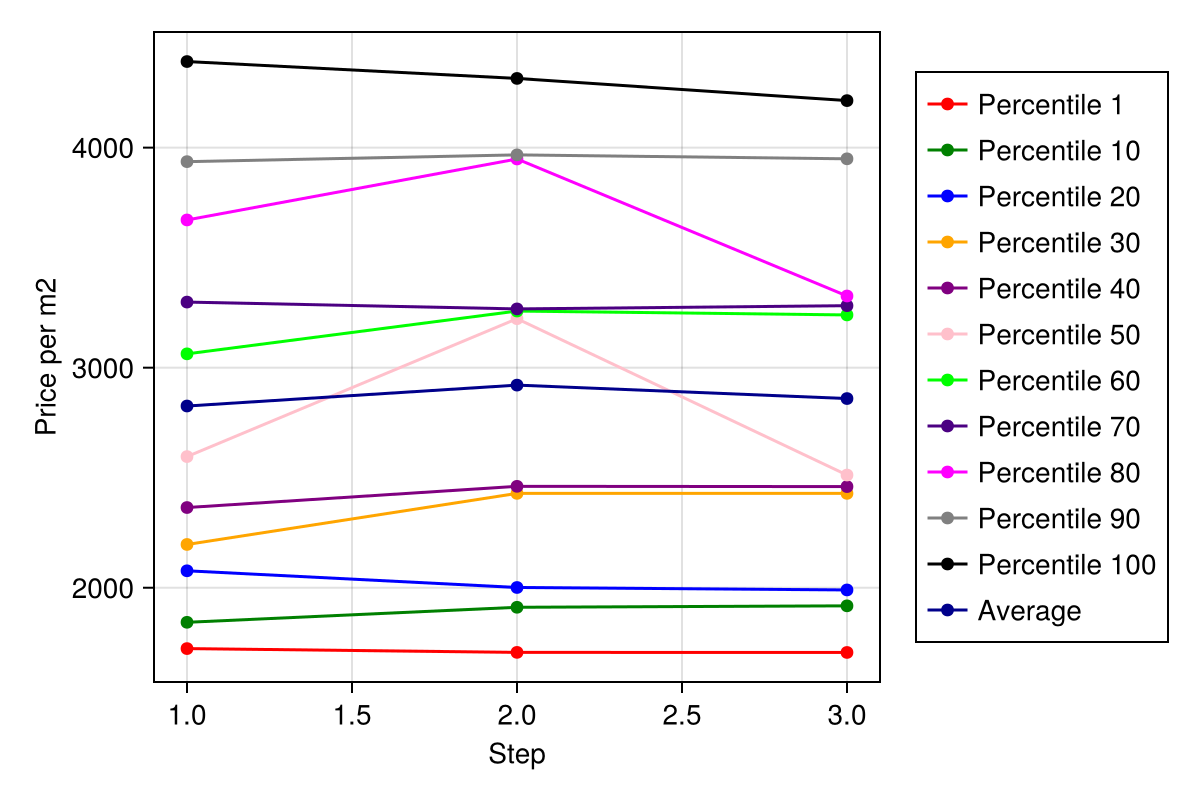 Price per m2
4000
3000
2000
1.0 1.5 2.0 2.5 3.0
Step
Percentile 1
Percentile 10
Percentile 20
Percentile 30
Percentile 40
Percentile 50
Percentile 60
Percentile 70
Percentile 80
Percentile 90
Percentile 100
Average